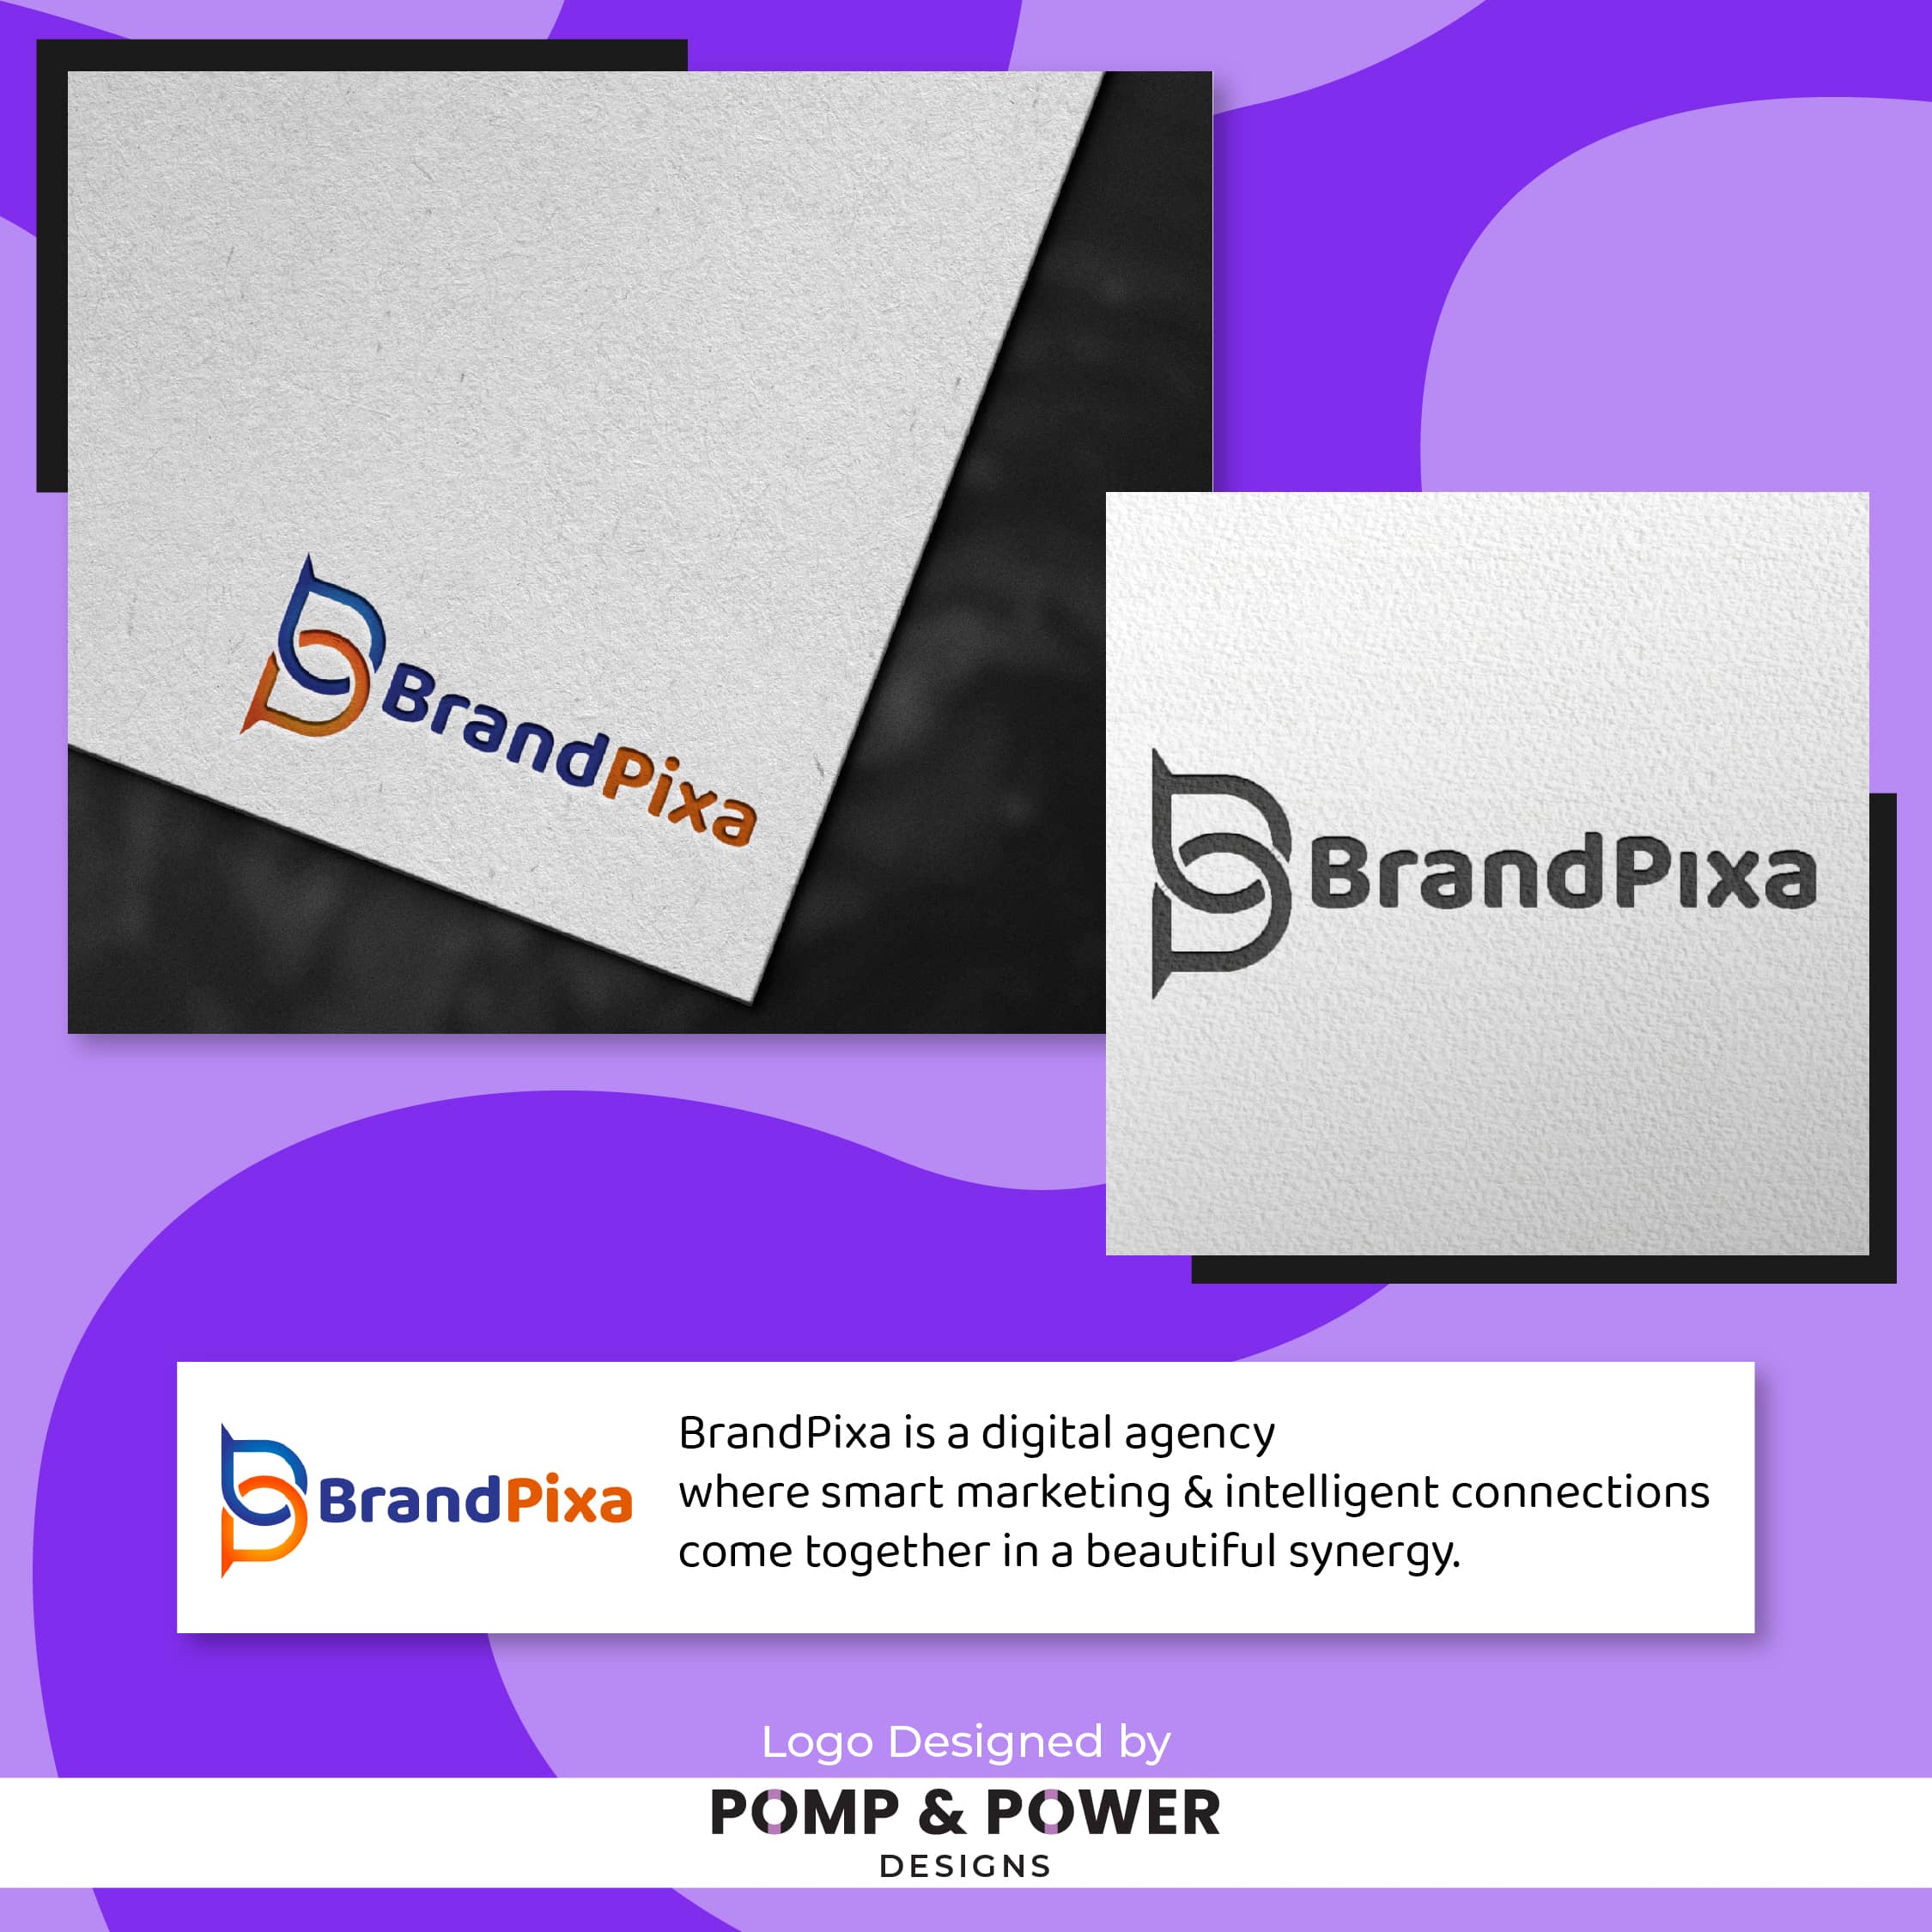 BrandPixa
BrandPıxa
BrandPixa
BrandPixa is a digital agency
where smart marketing & intelligent connections
come together in a beautiful synergy.
Logo Designed by
POMP & POWER
DESIGNS